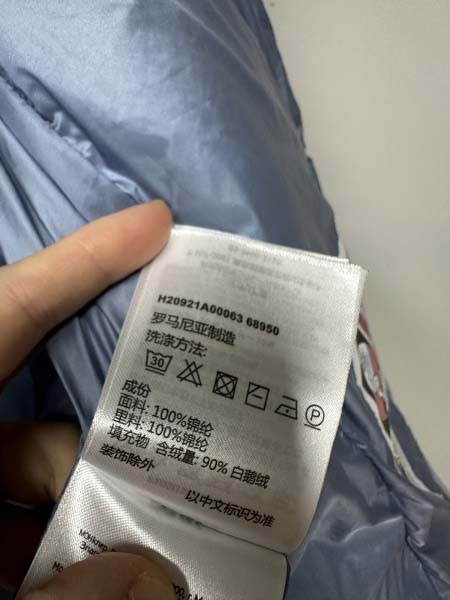 H20921A00063 68950
罗马尼亚制造
洗涤方法:
30
P
成份
面料: 100%锦纶
里料: 100%锦纶
填充物 含绒量: 90% 白鹅绒
装饰除外
以中文标识为准